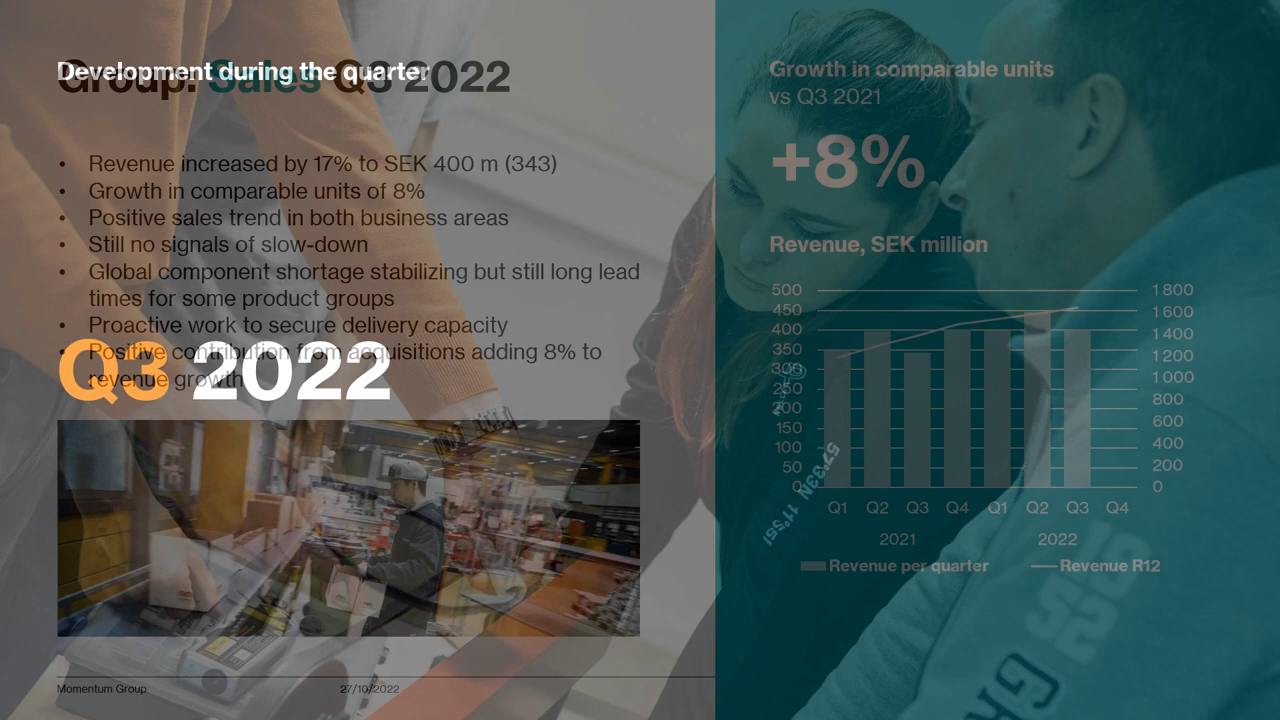 Development during the quarter
Group: Sales Q3 2022
• Revenue increased by 17% to SEK 400 m (343)
• Growth in comparable units of 8%
• Positive sales trend in both business areas
• Still no signals of slow-down
• Global component shortage stabilizing but still long lead
times for some product groups
• Proactive work to secure delivery capacity
• Positive contribution from acquisitions adding 8% to
revenue growth
Q3 2022
Momentum Group
27/10/2022
Growth in comparable units
vs Q3 2021
+8%
Revenue, SEK million
500
450
400
350
300
250
200
150
100
50
0
1 800
1 600
1 400
1 200
1 000
800
600
400
200
0
Q1 Q2 Q3 Q4 Q1 Q2 Q3 Q4
2021 2022
Revenue per quarter Revenue R12